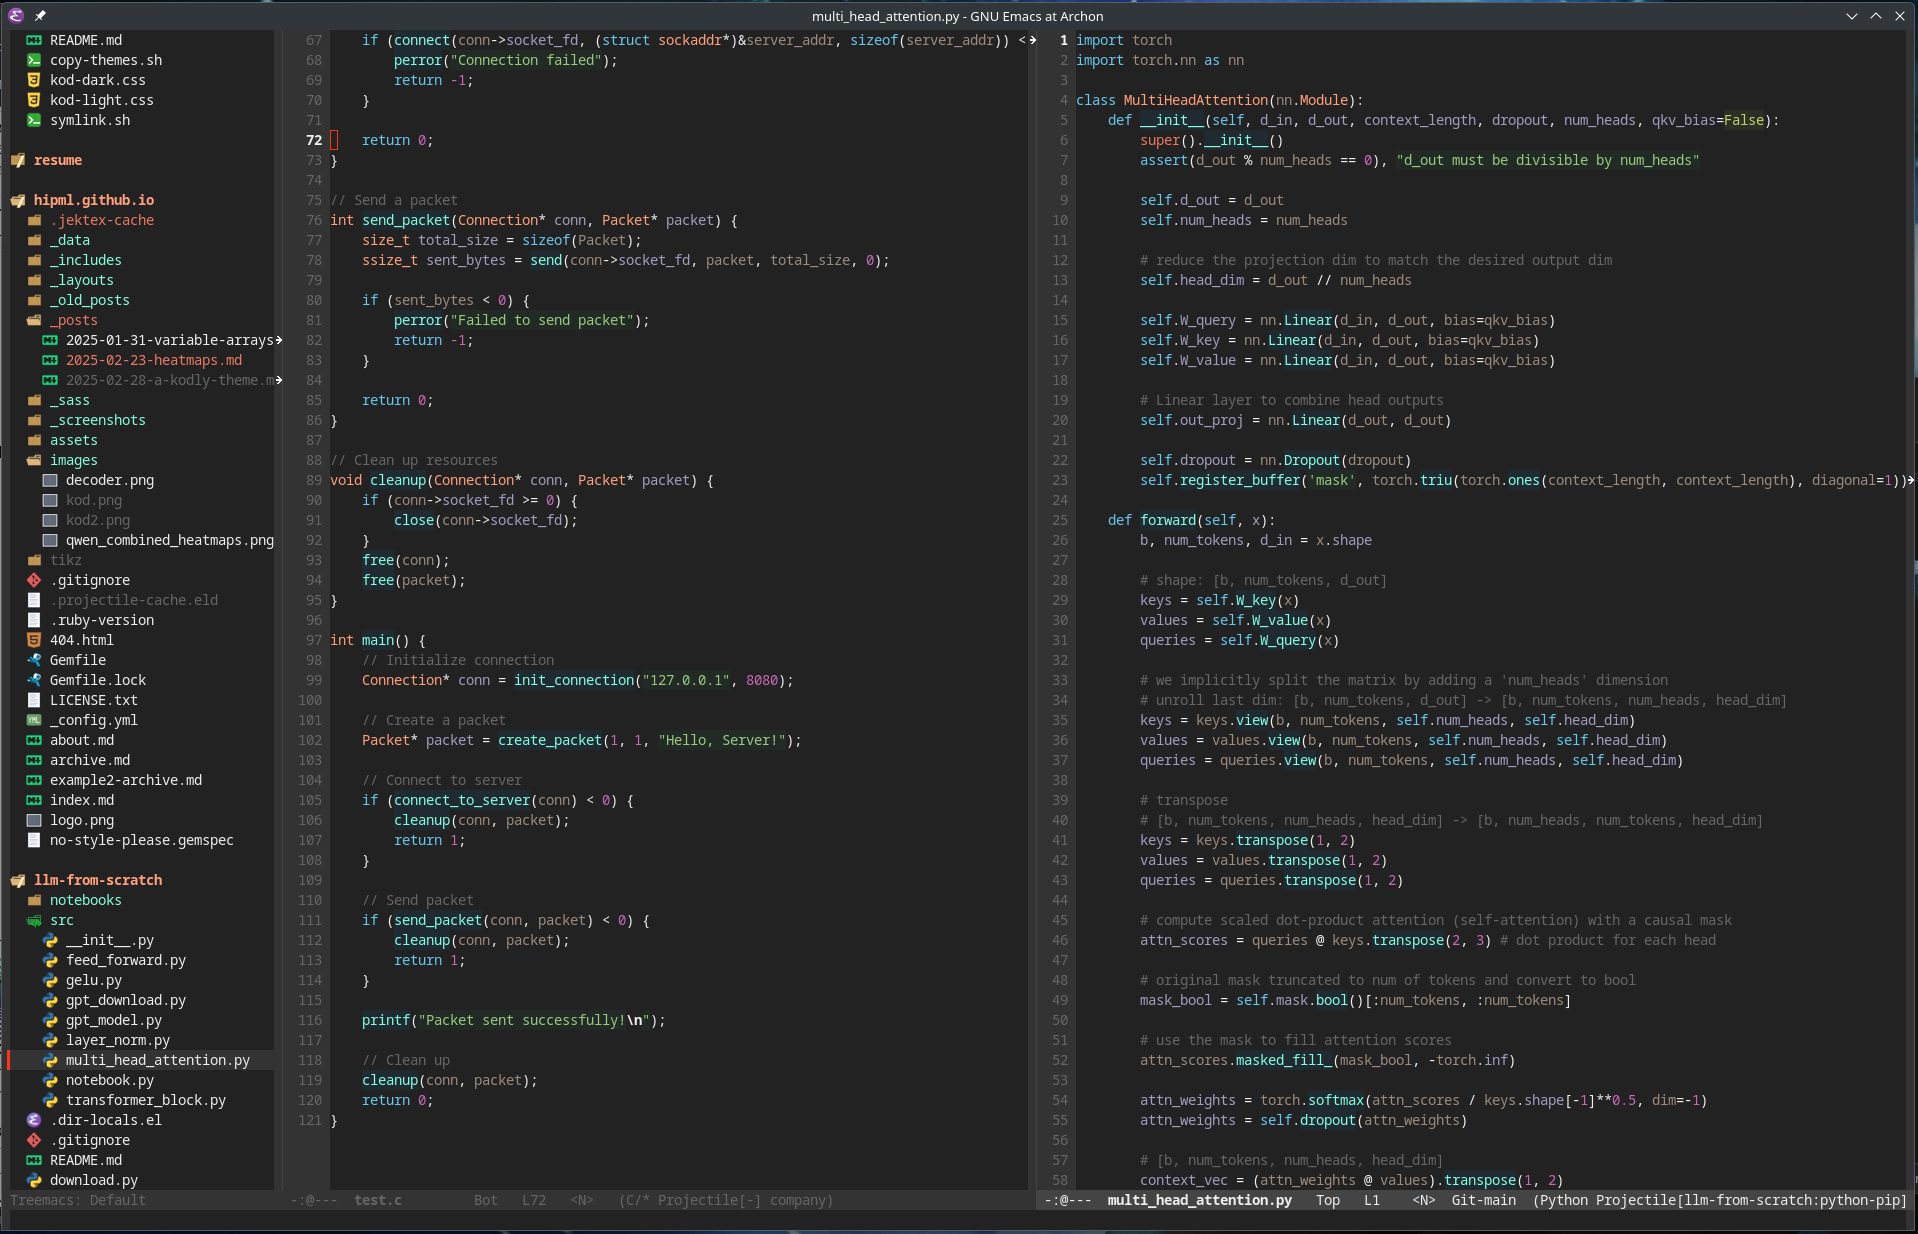 multi_head_attention.py - GNU Emacs at Archon
README.md
copy-themes.sh
kod-dark.css
kod-light.css
symlink.sh
resume
hipml.github.io
.jektex-cache
_data
_includes
_layouts
_old_posts
_posts
2025-01-31-variable-arrays
2025-02-23-heatmaps.md
2025-02-28-a-kodly-theme.m
_sass
_screenshots
assets
images
decoder.png
kod.png
kod2.png
qwen_combined_heatmaps.png
tikz
.gitignore
.projectile-cache.eld
.ruby-version
404.html
Gemfile
Gemfile.lock
LICENSE.txt
_config.yml
about.md
archive.md
example2-archive.md
index.md
logo.png
no-style-please.gemspec
llm-from-scratch
notebooks
src
__init__.py
feed_forward.py
gelu.py
gpt_download.py
gpt_model.py
layer_norm.py
multi_head_attention.py
notebook.py
transformer_block.py
.dir-locals.el
.gitignore
README.md
download.py
Treemacs: Default
67     if (connect(conn->socket_fd, (struct sockaddr*)&server_addr, sizeof(server_addr)) <
68         perror("Connection failed");
69         return -1;
70     }
71
72     return 0;
73 }
74
75 // Send a packet
76 int send_packet(Connection* conn, Packet* packet) {
77     size_t total_size = sizeof(Packet);
78     ssize_t sent_bytes = send(conn->socket_fd, packet, total_size, 0);
79
80     if (sent_bytes < 0) {
81         perror("Failed to send packet");
82         return -1;
83     }
84
85     return 0;
86 }
87
88 // Clean up resources
89 void cleanup(Connection* conn, Packet* packet) {
90     if (conn->socket_fd >= 0) {
91         close(conn->socket_fd);
92     }
93     free(conn);
94     free(packet);
95 }
96
97 int main() {
98     // Initialize connection
99     Connection* conn = init_connection("127.0.0.1", 8080);
100
101     // Create a packet
102     Packet* packet = create_packet(1, 1, "Hello, Server!");
103
104     // Connect to server
105     if (connect_to_server(conn) < 0) {
106         cleanup(conn, packet);
107         return 1;
108     }
109
110     // Send packet
111     if (send_packet(conn, packet) < 0) {
112         cleanup(conn, packet);
113         return 1;
114     }
115
116     printf("Packet sent successfully!\n");
117
118     // Clean up
119     cleanup(conn, packet);
120     return 0;
121 }
-:@--- test.c Bot L72 <N> (C/* Projectile[-] company)
1 import torch
2 import torch.nn as nn
3
4 class MultiHeadAttention(nn.Module):
5     def __init__(self, d_in, d_out, context_length, dropout, num_heads, qkv_bias=False):
6         super().__init__()
7         assert(d_out % num_heads == 0), "d_out must be divisible by num_heads"
8
9         self.d_out = d_out
10         self.num_heads = num_heads
11
12         # reduce the projection dim to match the desired output dim
13         self.head_dim = d_out // num_heads
14
15         self.W_query = nn.Linear(d_in, d_out, bias=qkv_bias)
16         self.W_key = nn.Linear(d_in, d_out, bias=qkv_bias)
17         self.W_value = nn.Linear(d_in, d_out, bias=qkv_bias)
18
19         # Linear layer to combine head outputs
20         self.out_proj = nn.Linear(d_out, d_out)
21
22         self.dropout = nn.Dropout(dropout)
23         self.register_buffer('mask', torch.triu(torch.ones(context_length, context_length), diagonal=1))
24
25     def forward(self, x):
26         b, num_tokens, d_in = x.shape
27
28         # shape: [b, num_tokens, d_out]
29         keys = self.W_key(x)
30         values = self.W_value(x)
31         queries = self.W_query(x)
32
33         # we implicitly split the matrix by adding a 'num_heads' dimension
34         # unroll last dim: [b, num_tokens, d_out] -> [b, num_tokens, num_heads, head_dim]
35         keys = keys.view(b, num_tokens, self.num_heads, self.head_dim)
36         values = values.view(b, num_tokens, self.num_heads, self.head_dim)
37         queries = queries.view(b, num_tokens, self.num_heads, self.head_dim)
38
39         # transpose
40         # [b, num_tokens, num_heads, head_dim] -> [b, num_heads, num_tokens, head_dim]
41         keys = keys.transpose(1, 2)
42         values = values.transpose(1, 2)
43         queries = queries.transpose(1, 2)
44
45         # compute scaled dot-product attention (self-attention) with a causal mask
46         attn_scores = queries @ keys.transpose(2, 3) # dot product for each head
47
48         # original mask truncated to num of tokens and convert to bool
49         mask_bool = self.mask.bool()[:num_tokens, :num_tokens]
50
51         # use the mask to fill attention scores
52         attn_scores.masked_fill_(mask_bool, -torch.inf)
53
54         attn_weights = torch.softmax(attn_scores / keys.shape[-1]**0.5, dim=-1)
55         attn_weights = self.dropout(attn_weights)
56
57         # [b, num_tokens, num_heads, head_dim]
58         context_vec = (attn_weights @ values).transpose(1, 2)
-:@--- multi_head_attention.py Top L1 <N> Git-main (Python Projectile[llm-from-scratch:python-pip]